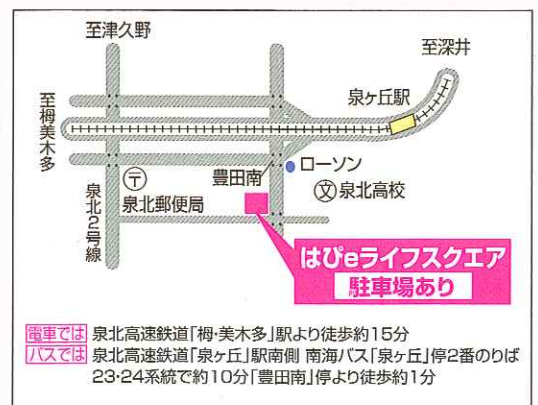 至津久野
至深井
泉ヶ丘駅
至栂美木多
ローソン
豊田南
〒
文 泉北高校
泉北郵便局
泉北2号線
はぴeライフスクエア
駐車場あり
電車では 泉北高速鉄道「栂・美木多」駅より徒歩約15分
バスでは 泉北高速鉄道「泉ヶ丘」駅南側 南海バス「泉ヶ丘」停2番のりば
23・24系統で約10分「豊田南」停より徒歩約1分